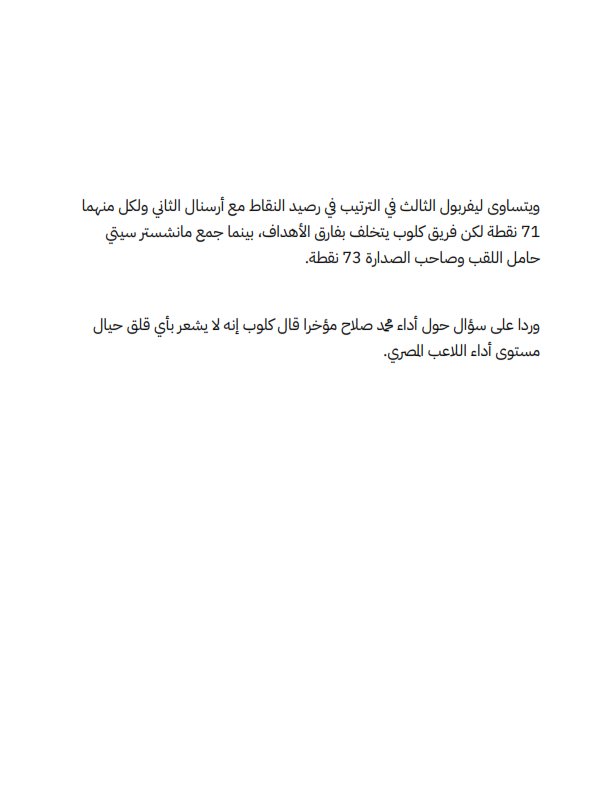 ويتساوى ليفربول الثالث في الترتيب في رصيد النقاط مع أرسنال الثاني ولكل منهما
71 نقطة لكن فريق كلوب يتخلف بفارق الأهداف، بينما جمع مانشستر سيتي
حامل اللقب وصاحب الصدارة 73 نقطة.
وردا على سؤال حول أداء محمد صلاح مؤخرا قال كلوب إنه لا يشعر بأي قلق حيال
مستوى أداء اللاعب المصري.